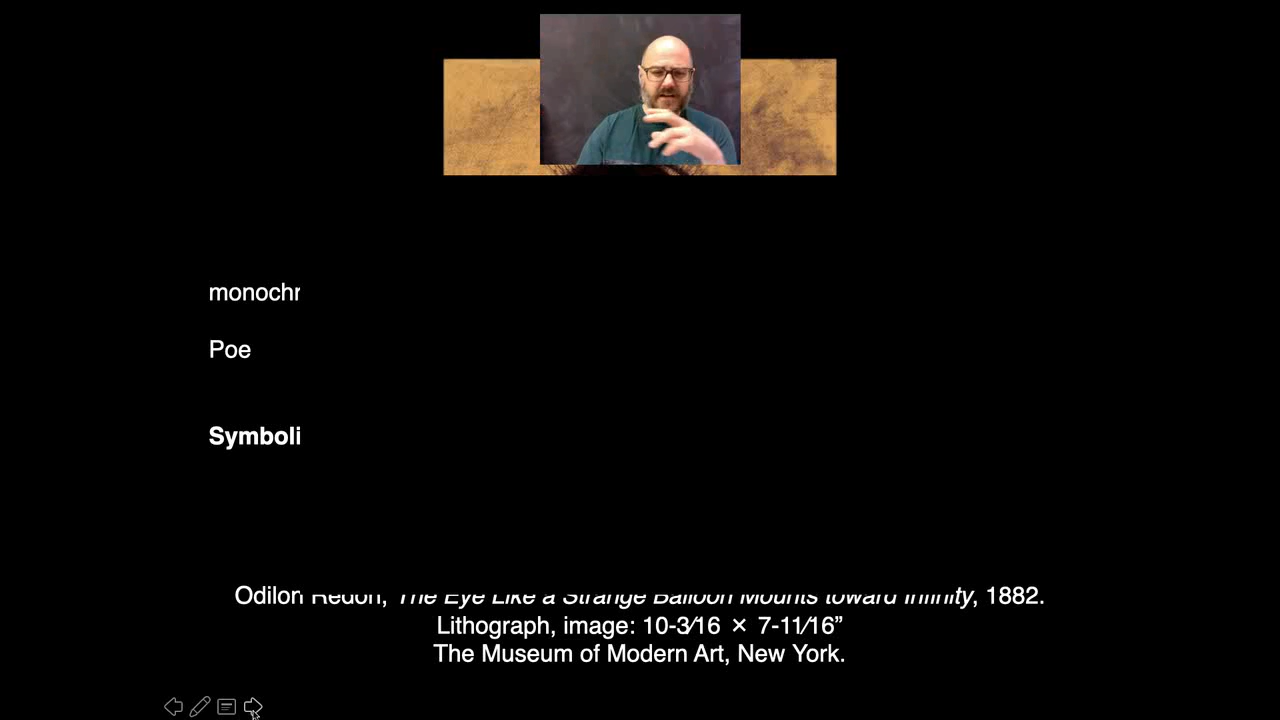 monochr
Poe
Symboli
Odilon Redon, The Eye Like a Strange Balloon Mounts toward Infinity, 1882.
Lithograph, image: 10-3⁄16 × 7-11⁄16”
The Museum of Modern Art, New York.